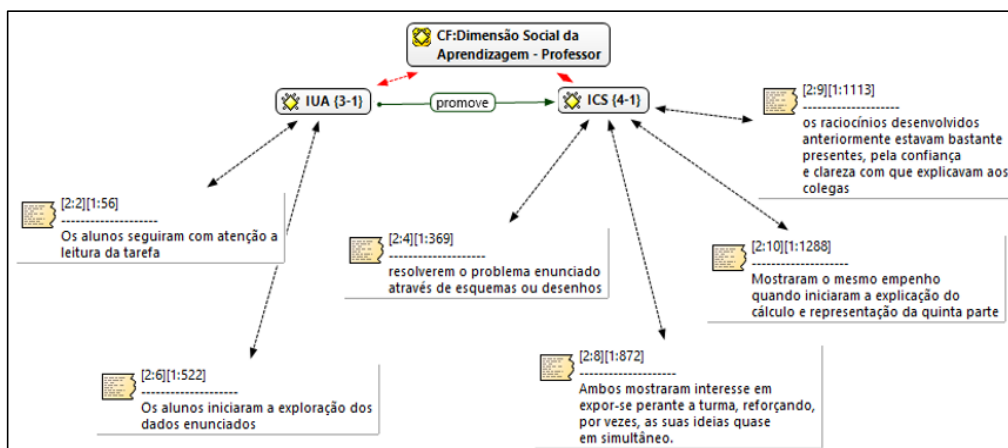 CF:Dimensão Social da
Aprendizagem - Professor
IUA {3-1}
promove
ICS {4-1}
[2:9][1:1113]
--------------------
os raciocínios desenvolvidos
anteriormente estavam bastante
presentes, pela confiança
e clareza com que explicavam aos
colegas
[2:2][1:56]
--------------------
Os alunos seguiram com atenção a
leitura da tarefa
[2:4][1:369]
--------------------
resolverem o problema enunciado
através de esquemas ou desenhos
[2:10][1:1288]
--------------------
Mostraram o mesmo empenho
quando iniciaram a explicação do
cálculo e representação da quinta parte
[2:6][1:522]
--------------------
Os alunos iniciaram a exploração dos
dados enunciados
[2:8][1:872]
--------------------
Ambos mostraram interesse em
expor-se perante a turma, reforçando,
por vezes, as suas ideias quase
em simultâneo.